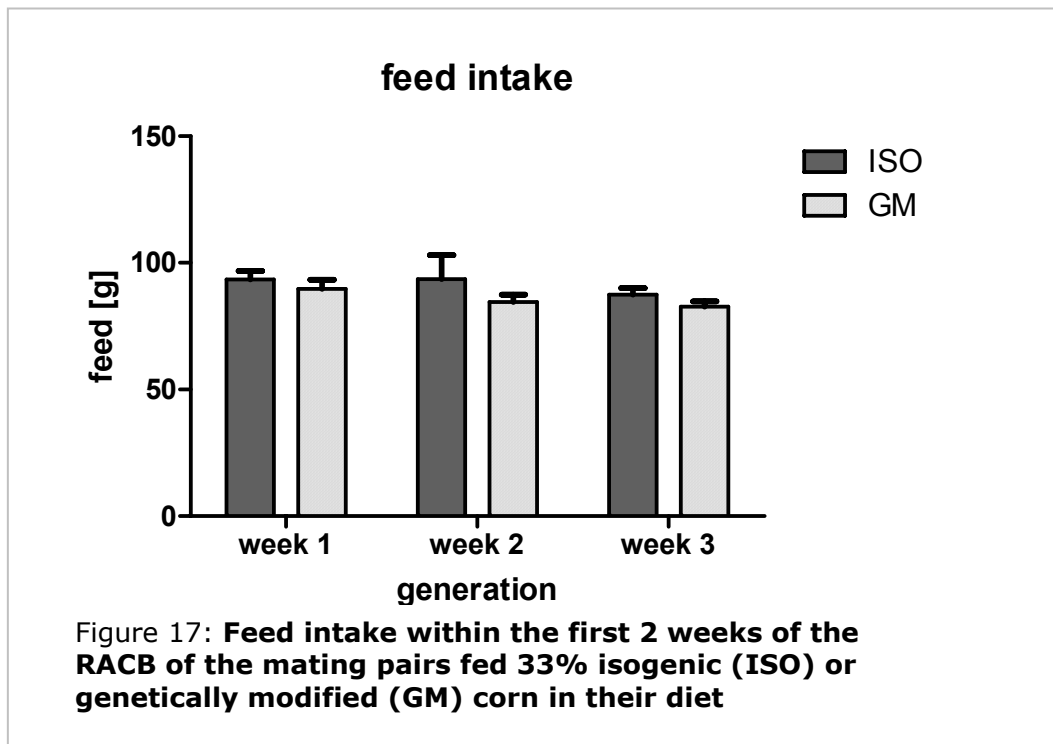 feed intake
150
100
50
0
feed [g]
ISO
GM
week 1 week 2 week 3
generation
Figure 17: Feed intake within the first 2 weeks of the
RACB of the mating pairs fed 33% isogenic (ISO) or
genetically modified (GM) corn in their diet